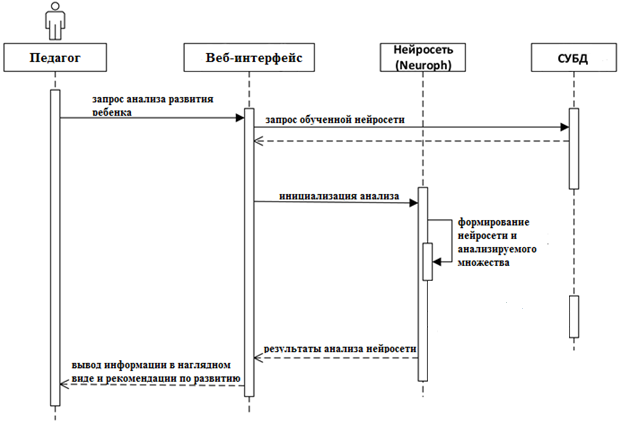 Педагог
Веб-интерфейс
Нейросеть
(Neuroph)
СУБД
запрос анализа развития
ребенка
запрос обученной нейросети
инициализация анализа
формирование
нейросети и
анализируемого
множества
результаты анализа нейросети
вывод информации в наглядном
виде и рекомендации по развитию